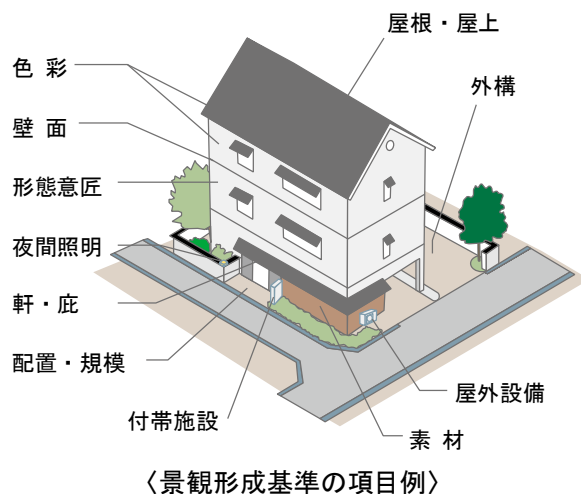 屋根・屋上
色 彩
外構
壁 面
形態意匠
夜間照明
軒・庇
配置・規模
屋外設備
付帯施設
素 材
〈景観形成基準の項目例〉